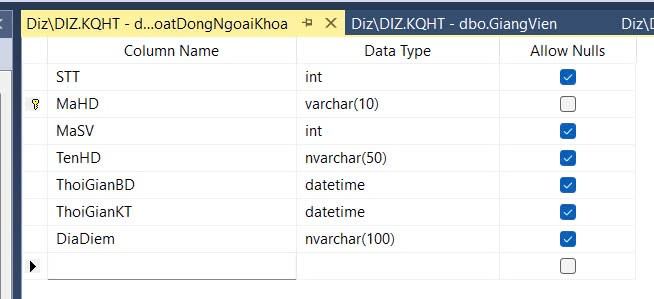 Diz\DIZ.KQHT - d...oatDongNgoaiKhoa Diz\DIZ.KQHT - dbo.GiangVien Diz\D
Column Name Data Type Allow Nulls
STT int
MaHD varchar(10)
MaSV int
TenHD nvarchar(50)
ThoiGianBD datetime
ThoiGianKT datetime
DiaDiem nvarchar(100)